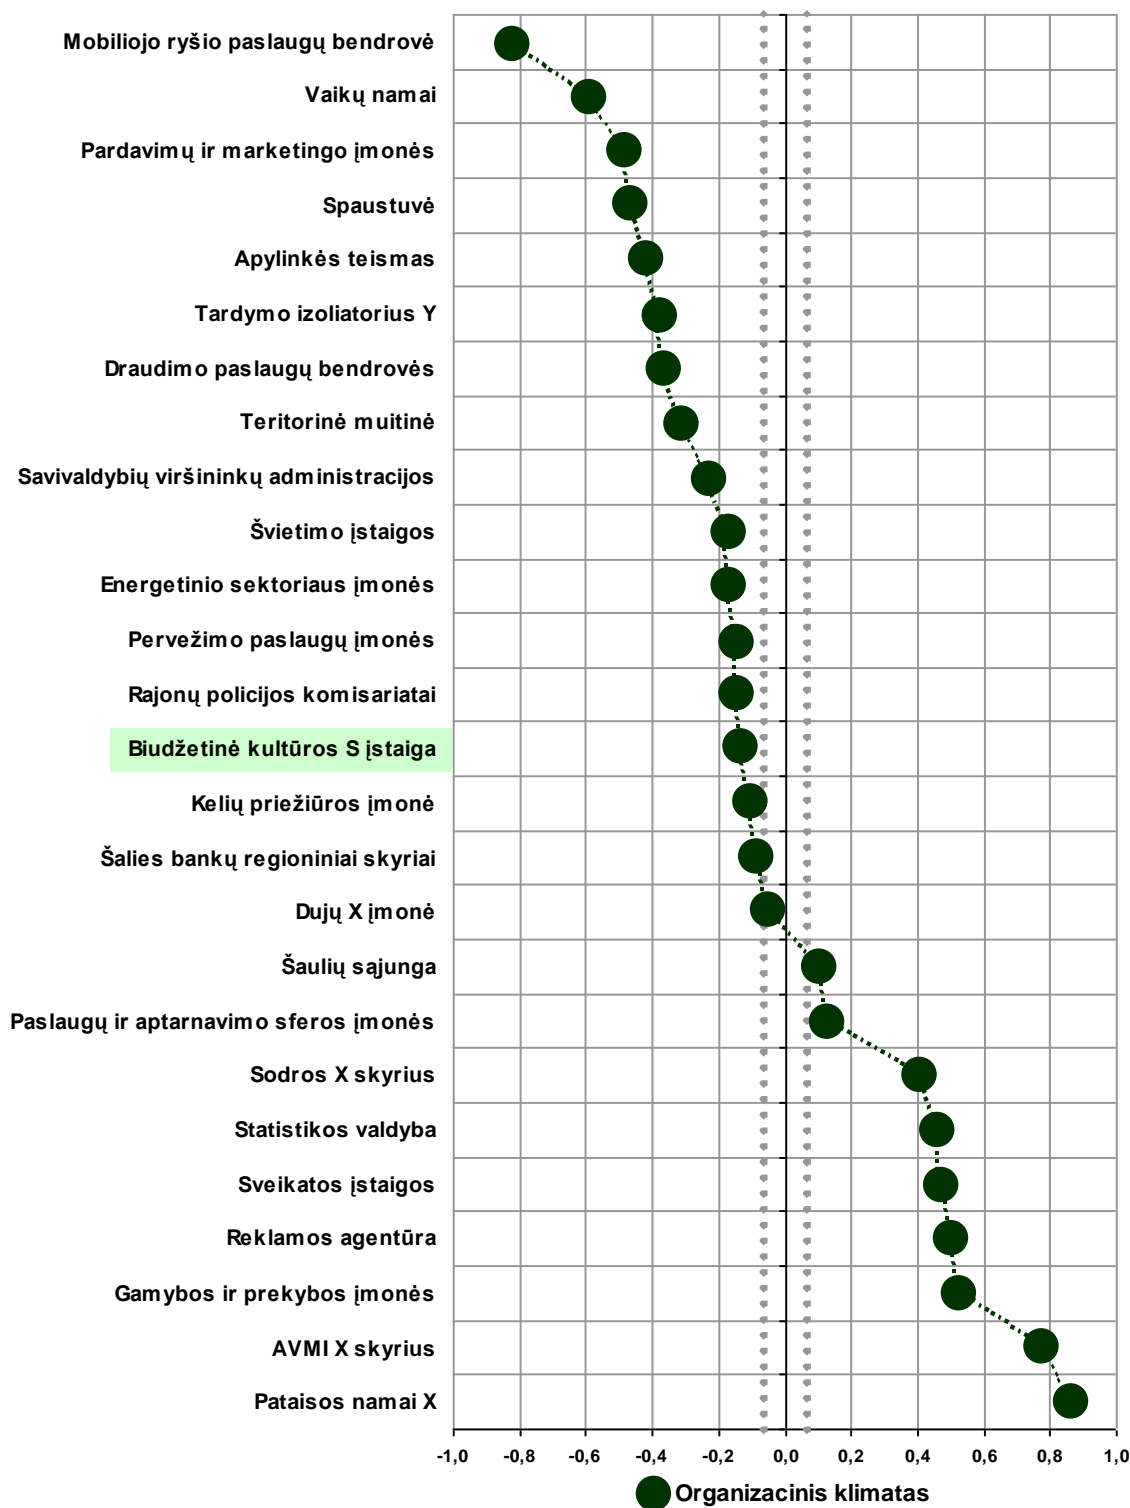 Mobiliojo ryšio paslaugų bendrovė
Vaikų namai
Pardavimų ir marketingo įmonės
Spaustuvė
Apylinkės teismas
Tardymo izoliatorius Y
Draudimo paslaugų bendrovės
Teritorinė muitinė
Savivaldybių viršininkų administracijos
Švietimo įstaigos
Energetinio sektoriaus įmonės
Pervežimo paslaugų įmonės
Rajonų policijos komisariatai
Biudžetinė kultūros S įstaiga
Kelių priežiūros įmonė
Šalies bankų regioniniai skyriai
Dujų X įmonė
Šaulių sąjunga
Paslaugų ir aptarnavimo sferos įmonės
Sodros X skyrius
Statistikos valdyba
Sveikatos įstaigos
Reklamos agentūra
Gamybos ir prekybos įmonės
AVMI X skyrius
Pataisos namai X
-1,0 -0,8 -0,6 -0,4 -0,2 0,0 0,2 0,4 0,6 0,8 1,0
Organizacinis klimatas